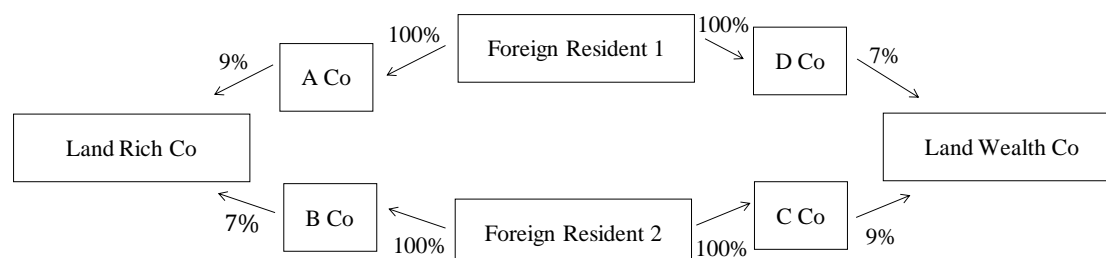 100%
Foreign Resident 1
100%
9%
A Co
D Co
7%
Land Rich Co
Land Wealth Co
7%
B Co
100%
Foreign Resident 2
100%
C Co
9%